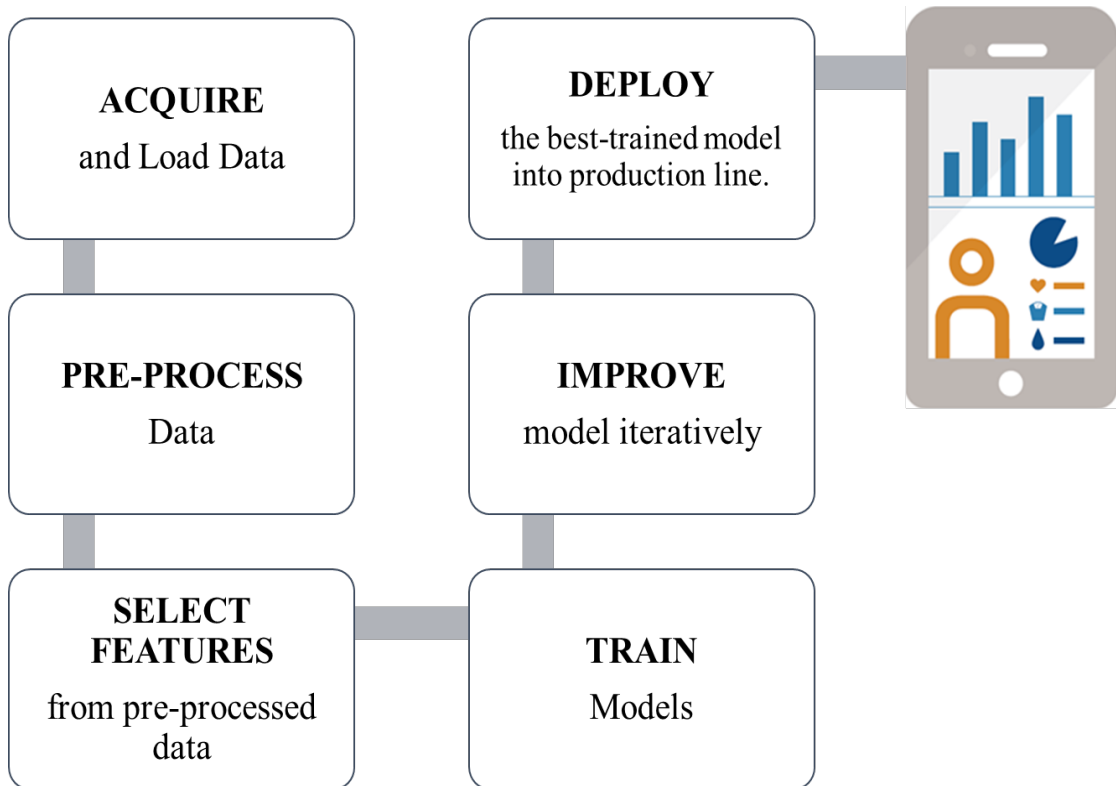 ACQUIRE
and Load Data
PRE-PROCESS
Data
SELECT
FEATURES
from pre-processed
data
TRAIN
Models
IMPROVE
model iteratively
DEPLOY
the best-trained model
into production line.